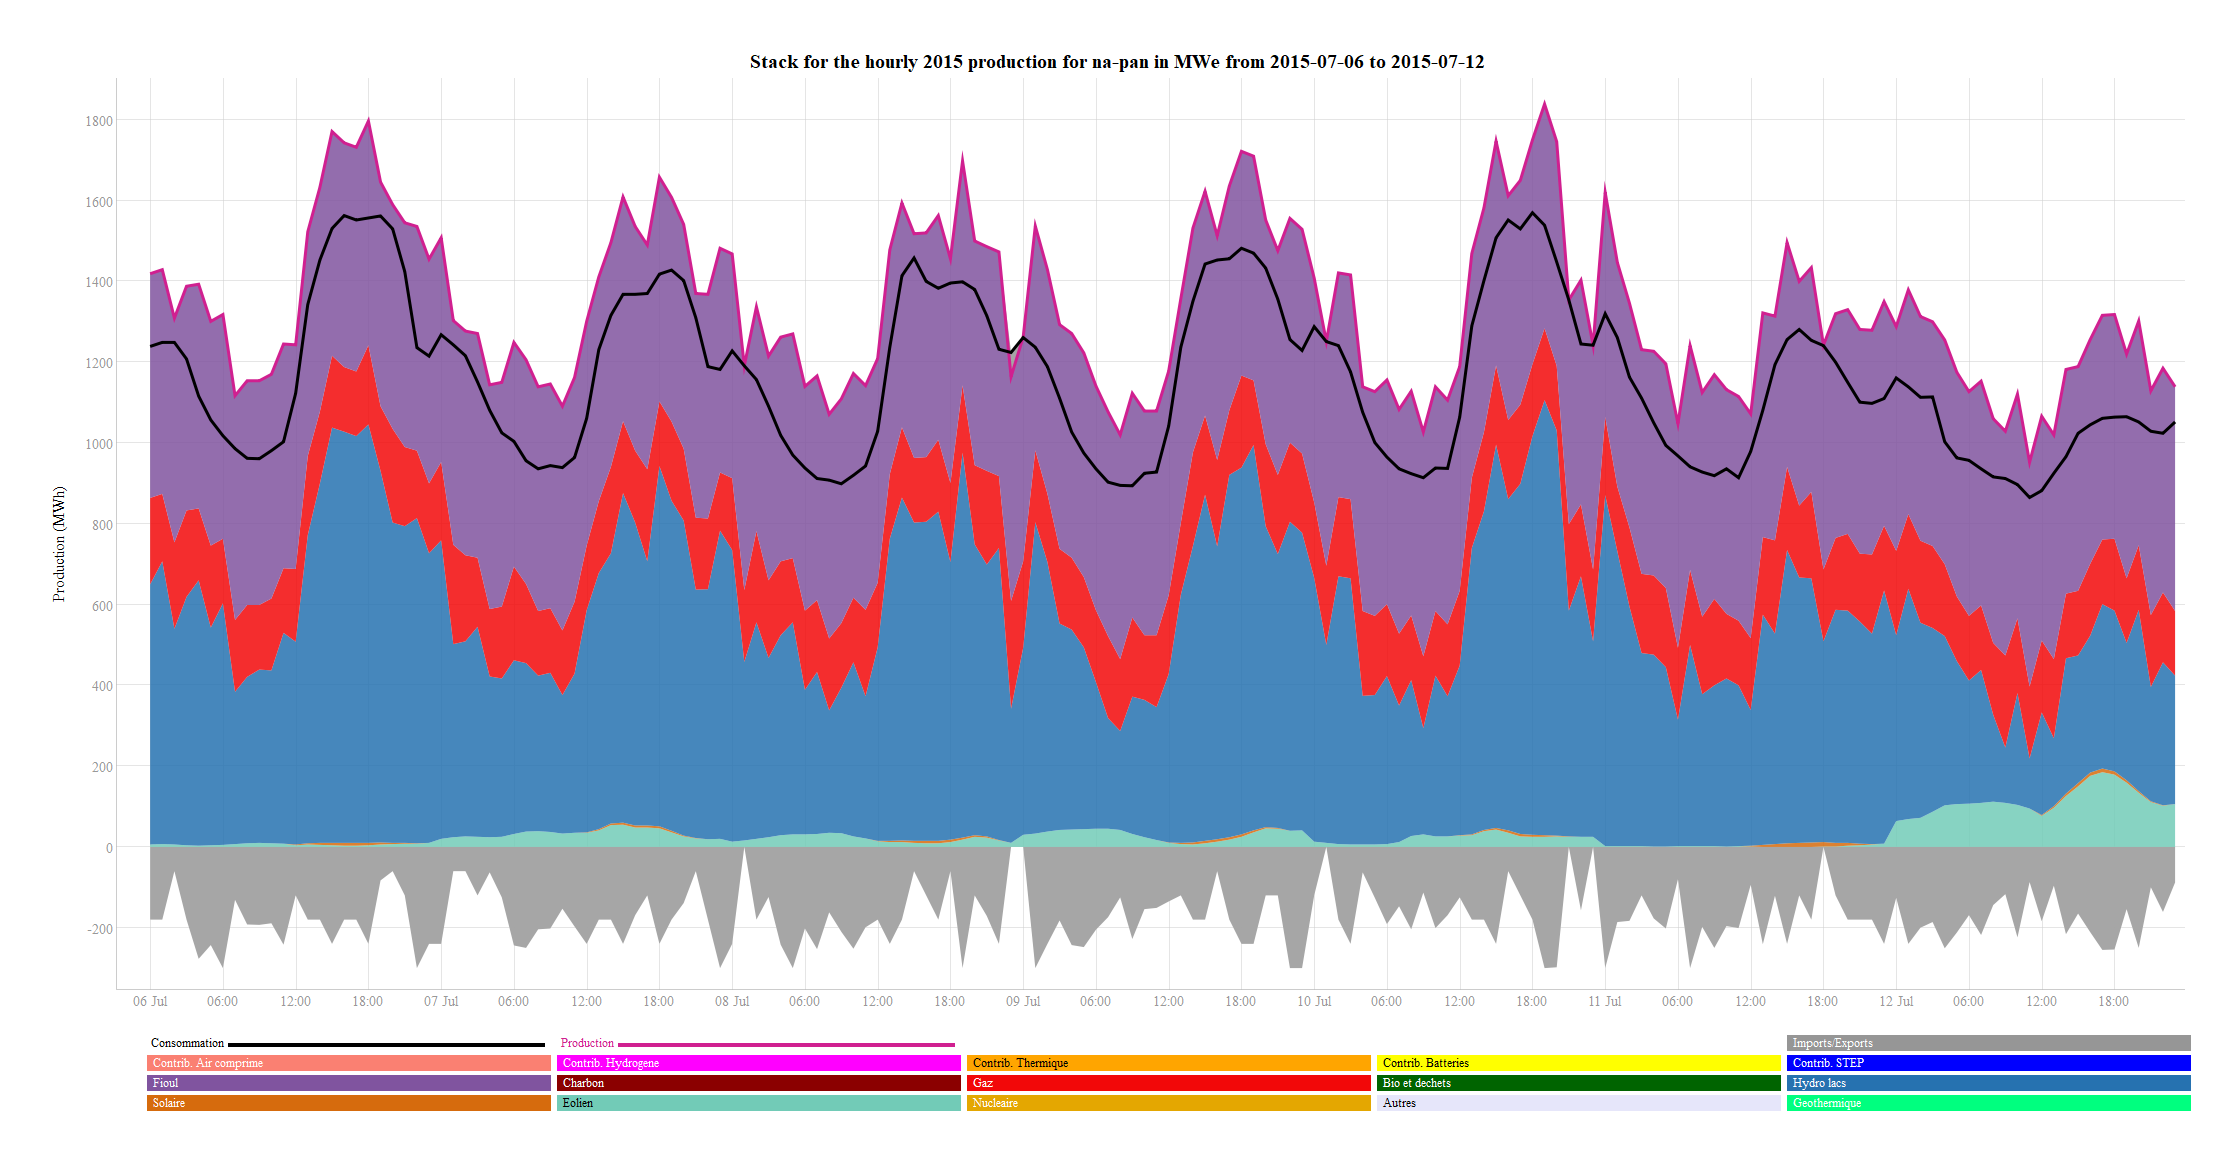 Stack for the hourly 2015 production for na-pan in MWe from 2015-07-06 to 2015-07-12
1800
1600
1400
1200
1000
800
600
400
200
0
-200
Production (MWh)
06 Jul 06:00 12:00 18:00 07 Jul 06:00 12:00 18:00 08 Jul 06:00 12:00 18:00 09 Jul 06:00 12:00 18:00 10 Jul 06:00 12:00 18:00 11 Jul 06:00 12:00 18:00 12 Jul 06:00 12:00 18:00
Consommation Production Imports/Exports
Contrib. Air comprime Contrib. Hydrogene Contrib. Thermique Contrib. Batteries Contrib. STEP
Fioul Charbon Gaz Bio et dechets Hydro lacs
Solaire Eolien Nucleaire Autres Geothermique